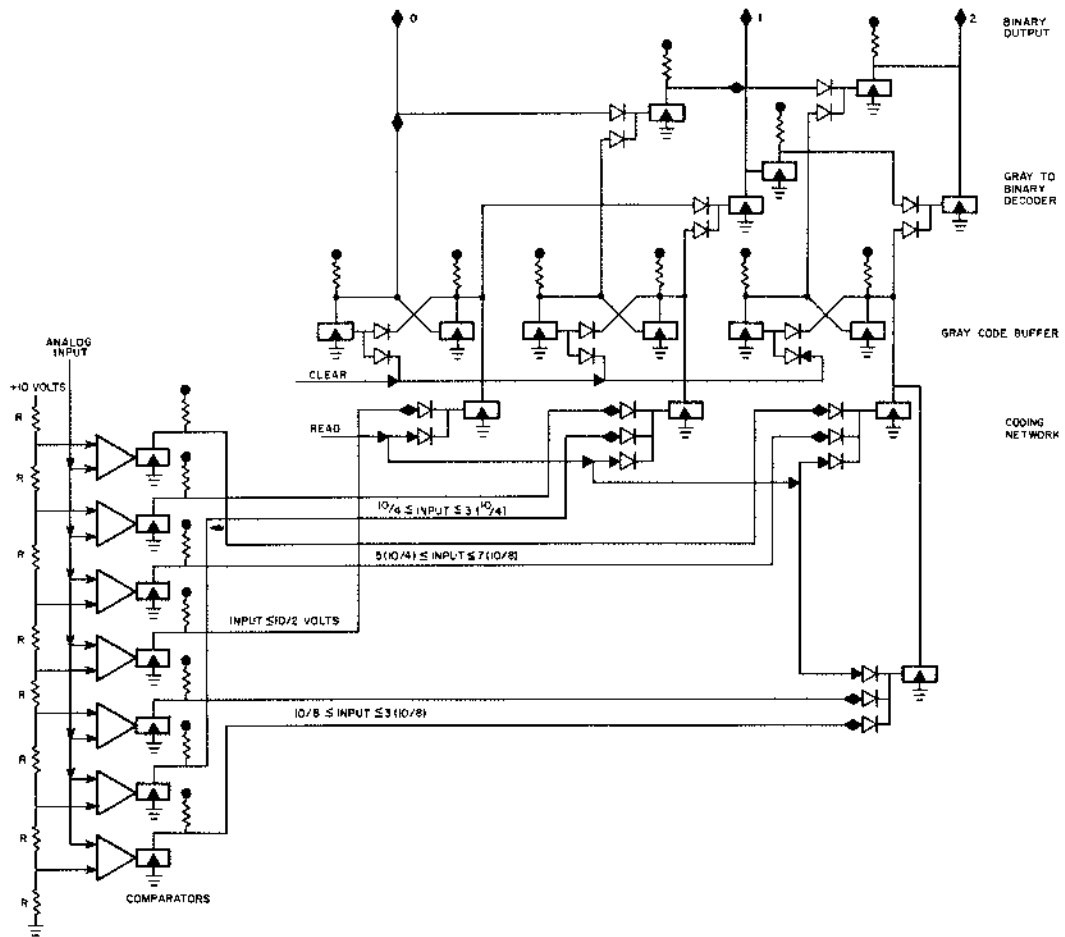 0
1
2
BINARY
OUTPUT
GRAY TO
BINARY
DECODER
GRAY CODE BUFFER
ANALOG
INPUT
CLEAR
+10 VOLTS
R
READ
CODING
NETWORK
R
R
10/4 ≤ INPUT ≤ 3 (10/4)
R
5(10/4) ≤ INPUT ≤ 7(10/8)
R
INPUT ≤ 10/2 VOLTS
R
10/8 ≤ INPUT ≤ 3(10/8)
R
R
R
COMPARATORS